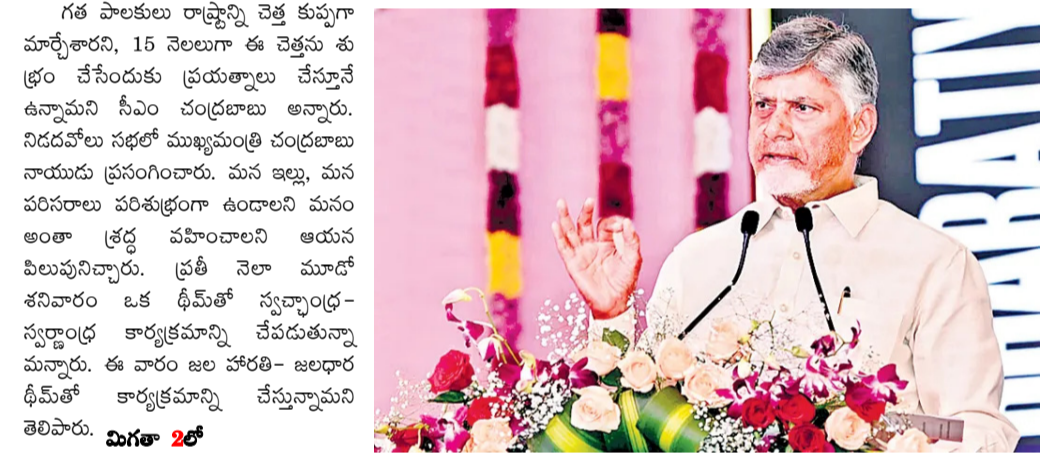 గత పాలకులు రాష్ట్రాన్ని చెత్త కుప్పగా
మార్చేశారని, 15 నెలలుగా ఈ చెత్తను శు
భ్రం చేసేందుకు ప్రయత్నాలు చేస్తూనే
ఉన్నామని సీఎం చంద్రబాబు అన్నారు.
నిడదవోలు సభలో ముఖ్యమంత్రి చంద్రబాబు
నాయుడు ప్రసంగించారు. మన ఇల్లు, మన
పరిసరాలు పరిశుభ్రంగా ఉండాలని మనం
అంతా శ్రద్ధ వహించాలని ఆయన
పిలుపునిచ్చారు. ప్రతీ నెలా మూడో
శనివారం ఒక థీమ్‌తో స్వచ్ఛాంధ్ర-
స్వర్ణాంధ్ర కార్యక్రమాన్ని చేపడుతున్నా
మన్నారు. ఈ వారం జల హారతి- జలధార
థీమ్‌తో కార్యక్రమాన్ని చేస్తున్నామని
తెలిపారు. మిగతా 2లో